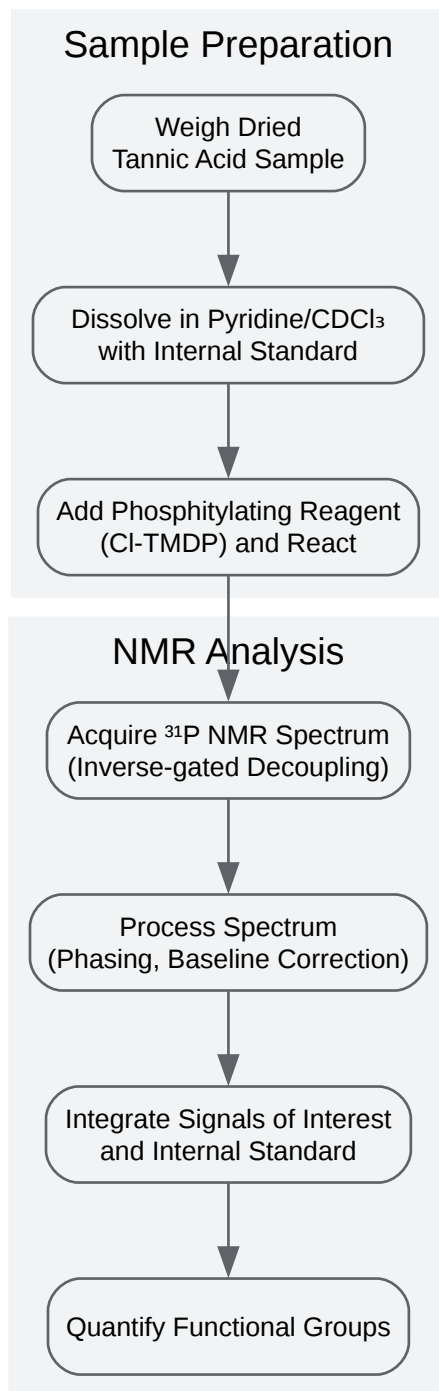 Sample Preparation
Weigh Dried
Tannic Acid Sample
Dissolve in Pyridine/CDCl₃
with Internal Standard
Add Phosphitylating Reagent
(Cl-TMDP) and React
NMR Analysis
Acquire ³¹P NMR Spectrum
(Inverse-gated Decoupling)
Process Spectrum
(Phasing, Baseline Correction)
Integrate Signals of Interest
and Internal Standard
Quantify Functional Groups